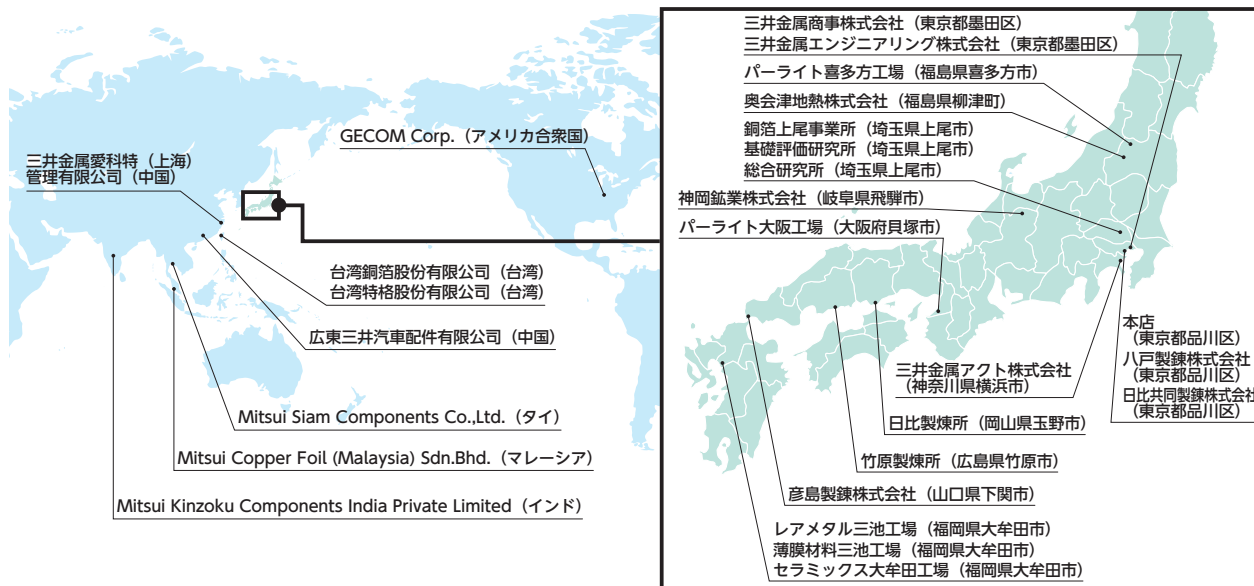 GECOM Corp.（アメリカ合衆国）
三井金属愛科特（上海）
管理有限公司（中国）
台湾銅箔股份有限公司（台湾）
台湾特格股份有限公司（台湾）
広東三井汽車配件有限公司（中国）
Mitsui Siam Components Co.,Ltd.（タイ）
Mitsui Copper Foil (Malaysia) Sdn.Bhd.（マレーシア）
Mitsui Kinzoku Components India Private Limited（インド）
三井金属商事株式会社（東京都墨田区）
三井金属エンジニアリング株式会社（東京都墨田区）
パーライト喜多方工場（福島県喜多方市）
奥会津地熱株式会社（福島県柳津町）
銅箔上尾事業所（埼玉県上尾市）
基礎評価研究所（埼玉県上尾市）
総合研究所（埼玉県上尾市）
神岡鉱業株式会社（岐阜県飛騨市）
パーライト大阪工場（大阪府貝塚市）
本店
（東京都品川区）
八戸製錬株式会社
（東京都品川区）
日比共同製錬株式会社
（東京都品川区）
三井金属アクト株式会社
（神奈川県横浜市）
日比製煉所（岡山県玉野市）
竹原製煉所（広島県竹原市）
彦島製錬株式会社（山口県下関市）
レアメタル三池工場（福岡県大牟田市）
薄膜材料三池工場（福岡県大牟田市）
セラミックス大牟田工場（福岡県大牟田市）